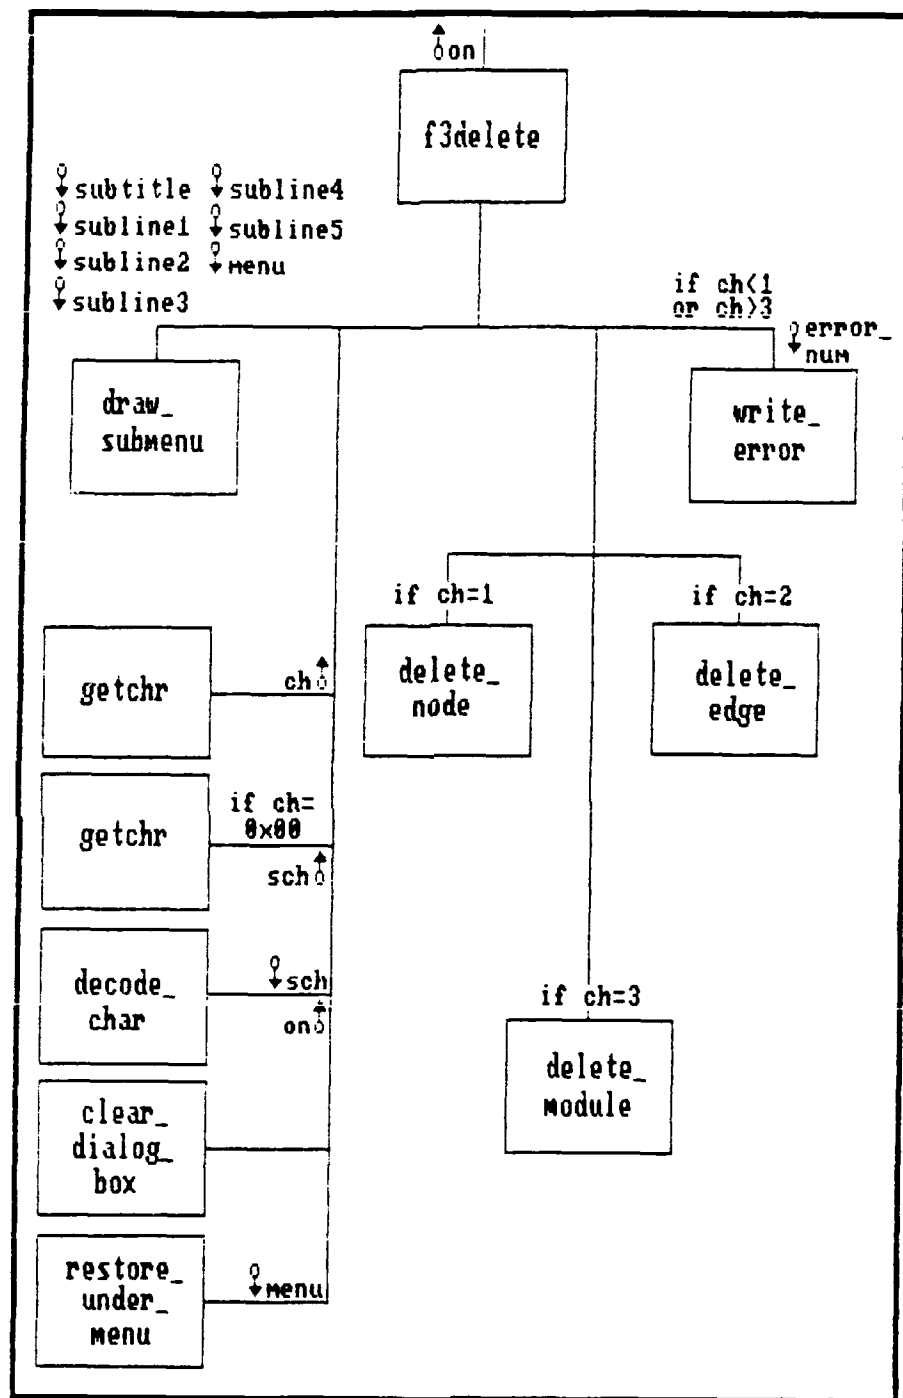 on
f3delete
subtitle subline4
subline1 subline5
subline2 menu
subline3
if ch<1
or ch>3
error_
num
draw_
submenu
write_
error
if ch=1
if ch=2
getchr
ch
delete_
node
delete_
edge
getchr
if ch=
0x00
sch
decode_
char
sch
on
if ch=3
delete_
module
clear_
dialog_
box
restore_
under_
menu
menu